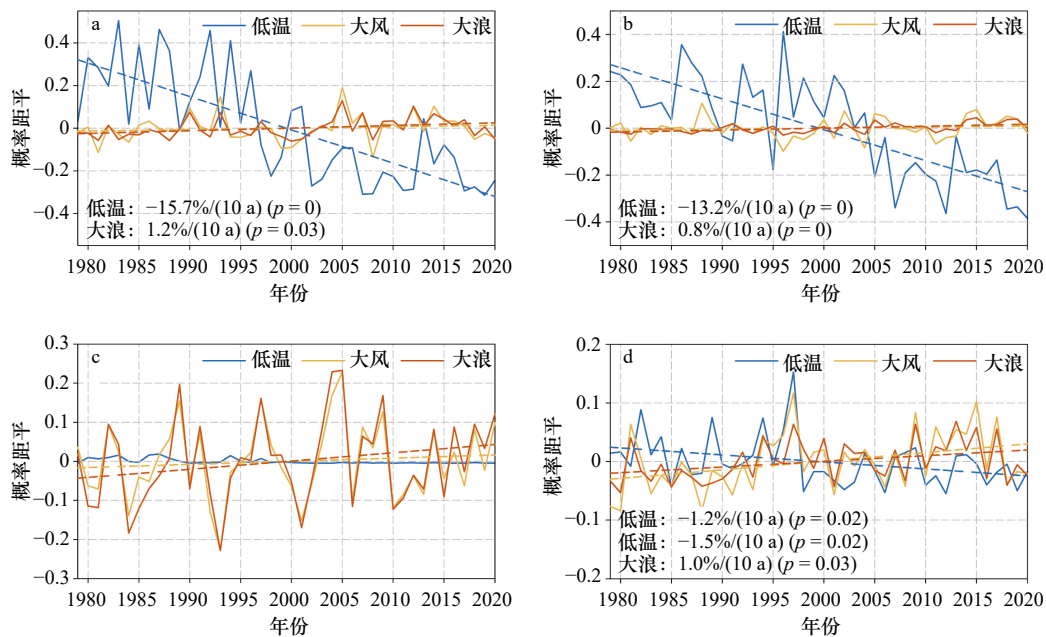 a 低温 大风 大浪
0.4
0.2
0
−0.2
−0.4
概率距平
低温：−15.7%/(10 a) (p = 0)
大浪：1.2%/(10 a) (p = 0.03)
1980 1985 1990 1995 2000 2005 2010 2015 2020
年份
b 低温 大风 大浪
0.4
0.2
0
−0.2
−0.4
概率距平
低温：−13.2%/(10 a) (p = 0)
大浪：0.8%/(10 a) (p = 0)
1980 1985 1990 1995 2000 2005 2010 2015 2020
年份
c 低温 大风 大浪
0.3
0.2
0.1
0
−0.1
−0.2
−0.3
概率距平
1980 1985 1990 1995 2000 2005 2010 2015 2020
年份
d 低温 大风 大浪
0.2
0.1
0
−0.1
−0.2
概率距平
低温：−1.2%/(10 a) (p = 0.02)
低温：−1.5%/(10 a) (p = 0.02)
大浪：1.0%/(10 a) (p = 0.03)
1980 1985 1990 1995 2000 2005 2010 2015 2020
年份